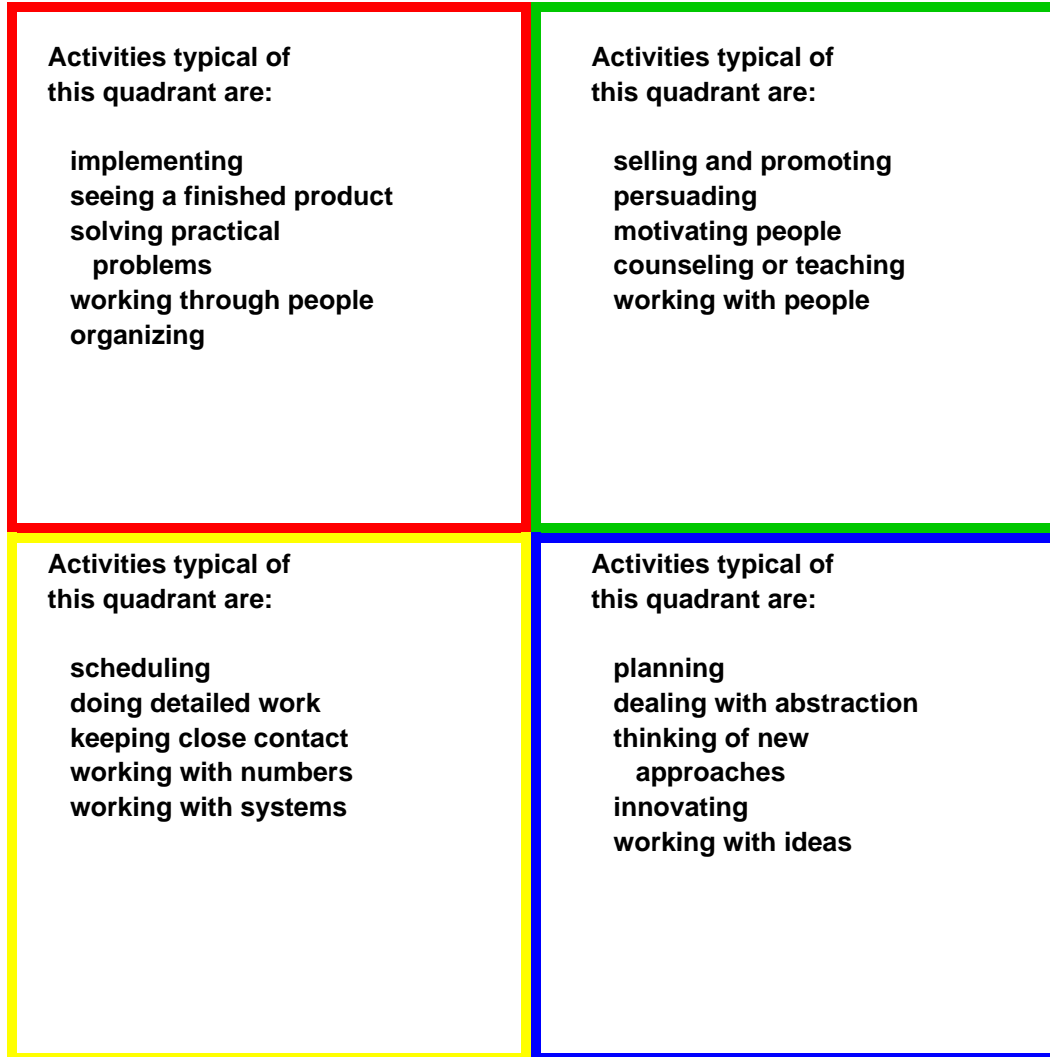 Activities typical of
this quadrant are:
implementing
seeing a finished product
solving practical
problems
working through people
organizing
Activities typical of
this quadrant are:
selling and promoting
persuading
motivating people
counseling or teaching
working with people
Activities typical of
this quadrant are:
scheduling
doing detailed work
keeping close contact
working with numbers
working with systems
Activities typical of
this quadrant are:
planning
dealing with abstraction
thinking of new
approaches
innovating
working with ideas